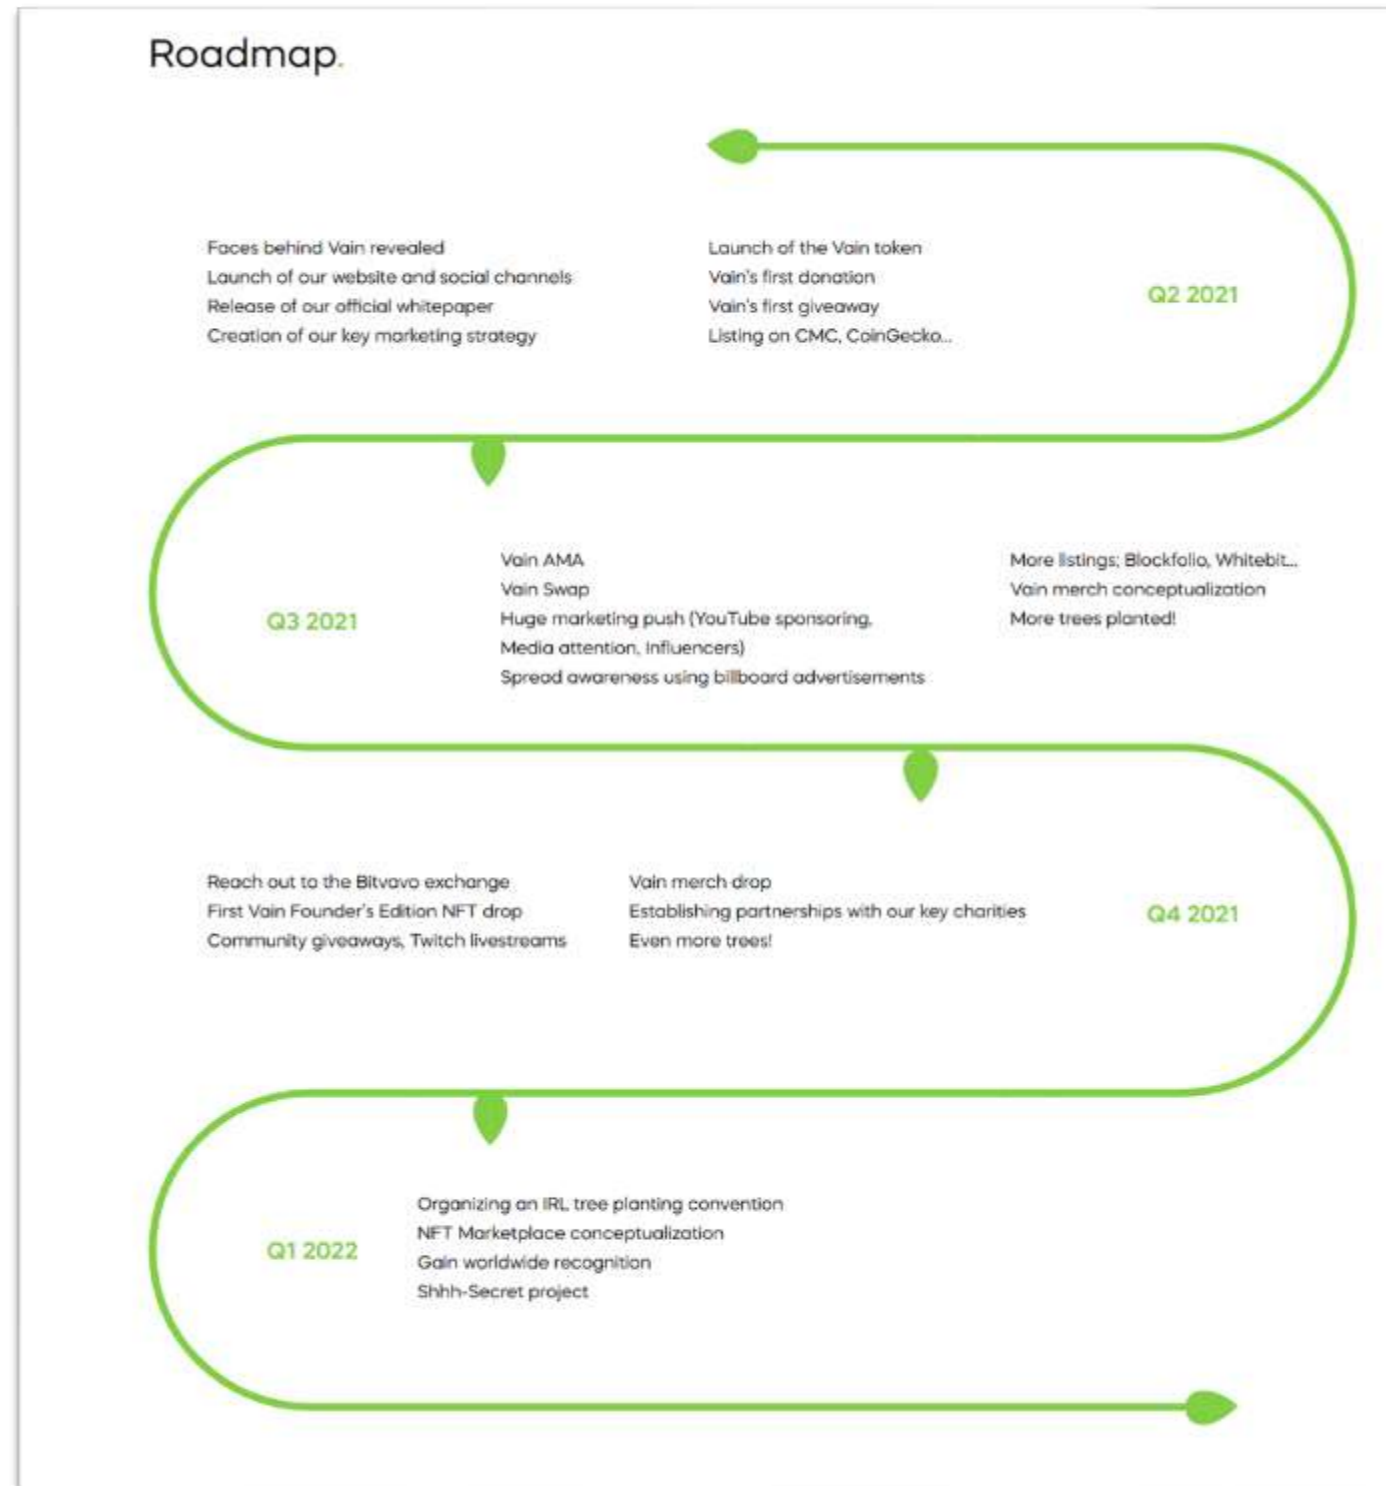 Roadmap.
Faces behind Vain revealed
Launch of our website and social channels
Release of our official whitepaper
Creation of our key marketing strategy
Launch of the Vain token
Vain's first donation
Vain's first giveaway
Listing on CMC, CoinGecko...
Q2 2021
Q3 2021
Vain AMA
Vain Swap
Huge marketing push (YouTube sponsoring,
Media attention, Influencers)
Spread awareness using billboard advertisements
More listings; Blockfolio, Whitebit...
Vain merch conceptualization
More trees planted!
Reach out to the Bitvavo exchange
First Vain Founder's Edition NFT drop
Community giveaways, Twitch livestreams
Vain merch drop
Establishing partnerships with our key charities
Even more trees!
Q4 2021
Q1 2022
Organizing an IRL tree planting convention
NFT Marketplace conceptualization
Gain worldwide recognition
Shhh-Secret project